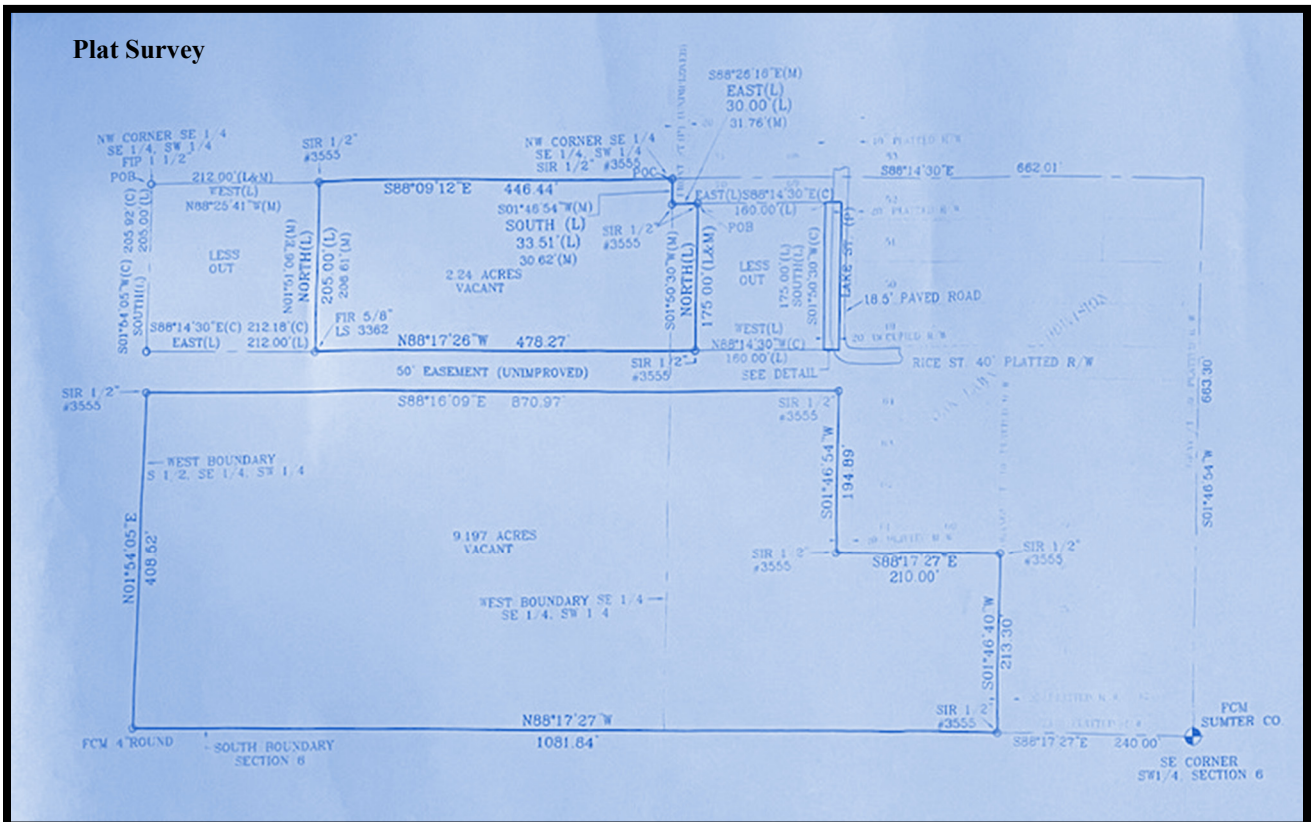 Plat Survey
S88°26'16"E(M)
EAST(L)
30.00'(L)
31.76'(M)
NW CORNER SE 1/4
SE 1/4, SW 1/4
FIP 1 1/2"
POB
SIR 1/2"
#3555
NW CORNER SE 1/4
SE 1/4, SW 1/4
SIR 1/2" #3555
POC
212.00'(L&M)
WEST(L)
N88°25'41"W(M)
S88°09'12"E 446.44'
S88°14'30"E 662.01'
S01°54'05"W(C) 205.92'(C)
SOUTH(L) 205.00'(L)
LESS
OUT
N01°51'06"E(M)
NORTH(L)
205.00'(L)
206.61'(M)
S01°46'54"W(M)
SOUTH (L)
33.51'(L)
30.62'(M)
SIR 1/2"
#3555
EAST(L)S88°14'30"E(C)
160.00'(L)
POB
2.24 ACRES
VACANT
S01°50'30"W(M)
NORTH(L)
175.00'(L&M)
LESS
OUT
175.00'(L)
SOUTH(L)
S01°50'30"W(C)
LAKE ST. (P)
18.5' PAVED ROAD
S88°14'30"E(C) 212.18'(C)
EAST(L) 212.00'(L)
FIR 5/8"
LS 3362
N88°17'26"W 478.27'
WEST(L)
N88°14'30"W(C)
160.00'(L)
SIR 1/2"
#3555
SEE DETAIL
RICE ST. 40' PLATTED R/W
50' EASEMENT (UNIMPROVED)
SIR 1/2"
#3555
S88°16'09"E 870.97'
SIR 1/2"
#3555
663.30'
S01°46'54"W
WEST BOUNDARY
S 1/2, SE 1/4, SW 1/4
S01°46'54"W
194.89'
N01°54'05"E
408.52'
9.197 ACRES
VACANT
SIR 1/2"
#3555
S88°17'27"E
210.00'
SIR 1/2"
#3555
WEST BOUNDARY SE 1/4
SE 1/4, SW 1/4
S01°46'40"W
213.30'
SIR 1/2"
#3555
N88°17'27"W
1081.84'
FCM 4"ROUND
SOUTH BOUNDARY
SECTION 6
S88°17'27"E 240.00'
FCM
SUMTER CO.
SE CORNER
SW1/4, SECTION 6